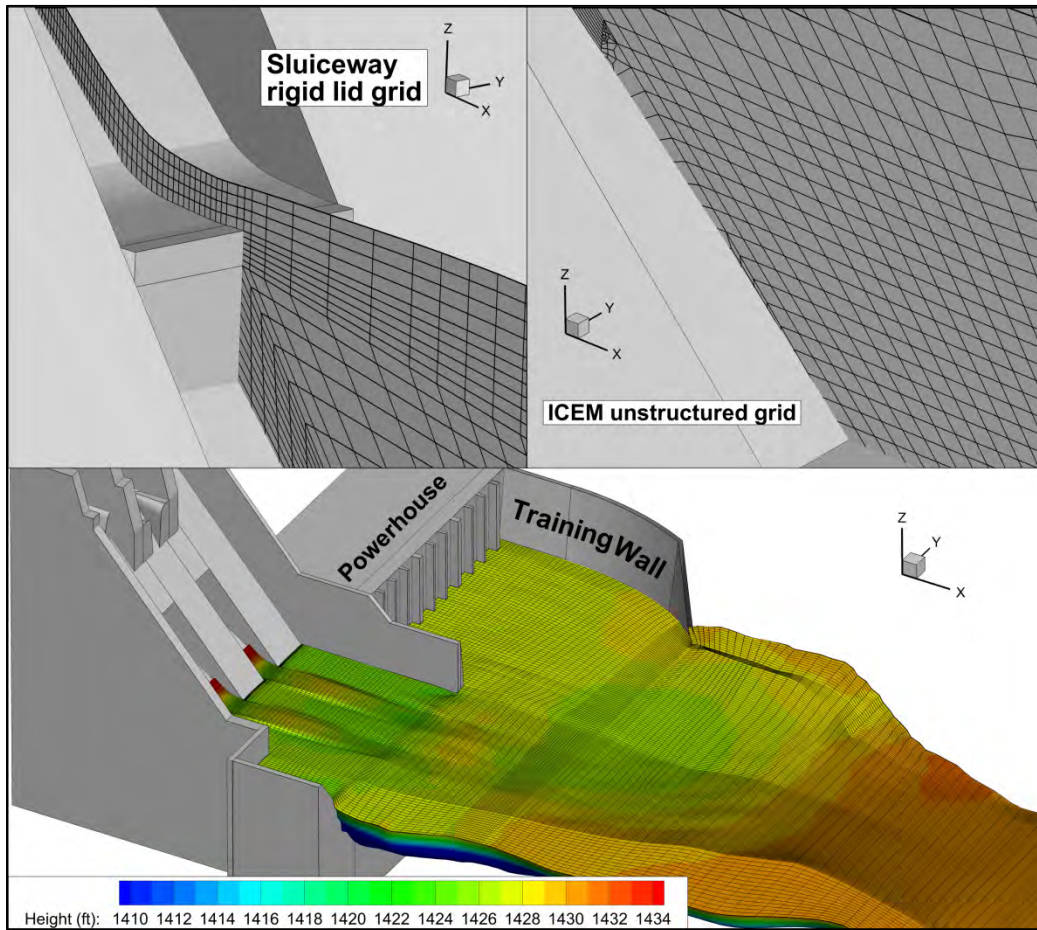 Sluiceway
rigid lid grid
Z
Y
X
Z
Y
X
ICEM unstructured grid
Powerhouse
Training Wall
Z
Y
X
Height (ft): 1410 1412 1414 1416 1418 1420 1422 1424 1426 1428 1430 1432 1434